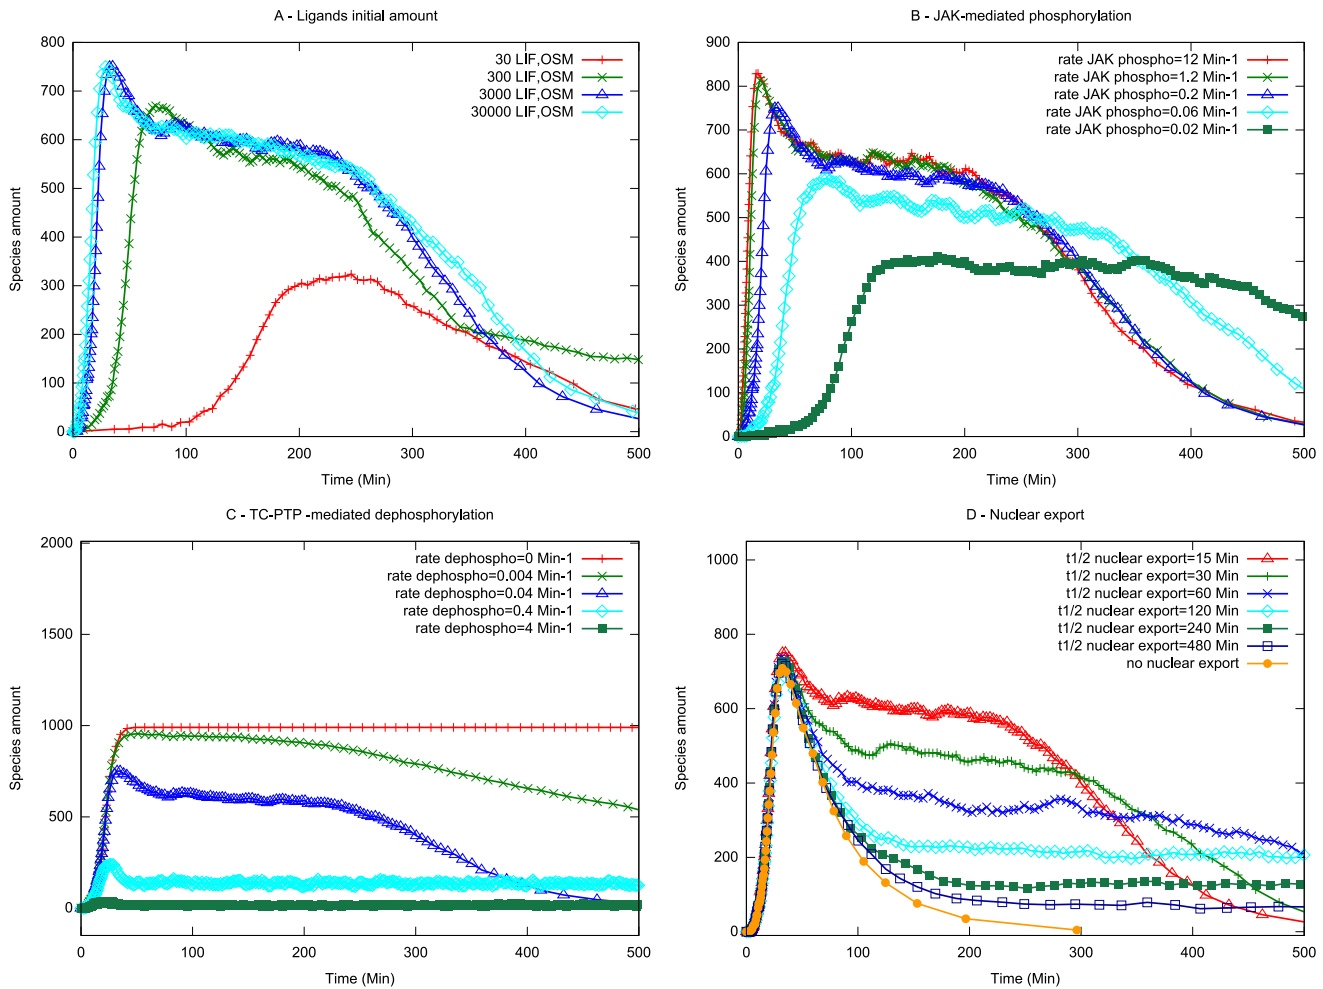 A - Ligands initial amount
800
700
600
500
400
300
200
100
0
0 100 200 300 400 500
Species amount
Time (Min)
30 LIF,OSM
300 LIF,OSM
3000 LIF,OSM
30000 LIF,OSM
B - JAK-mediated phosphorylation
900
800
700
600
500
400
300
200
100
0
0 100 200 300 400 500
Species amount
Time (Min)
rate JAK phospho=12 Min-1
rate JAK phospho=1.2 Min-1
rate JAK phospho=0.2 Min-1
rate JAK phospho=0.06 Min-1
rate JAK phospho=0.02 Min-1
C - TC-PTP -mediated dephosphorylation
2000
1500
1000
500
0
0 100 200 300 400 500
Species amount
Time (Min)
rate dephospho=0 Min-1
rate dephospho=0.004 Min-1
rate dephospho=0.04 Min-1
rate dephospho=0.4 Min-1
rate dephospho=4 Min-1
D - Nuclear export
1000
800
600
400
200
0
0 100 200 300 400 500
Species amount
Time (Min)
t1/2 nuclear export=15 Min
t1/2 nuclear export=30 Min
t1/2 nuclear export=60 Min
t1/2 nuclear export=120 Min
t1/2 nuclear export=240 Min
t1/2 nuclear export=480 Min
no nuclear export